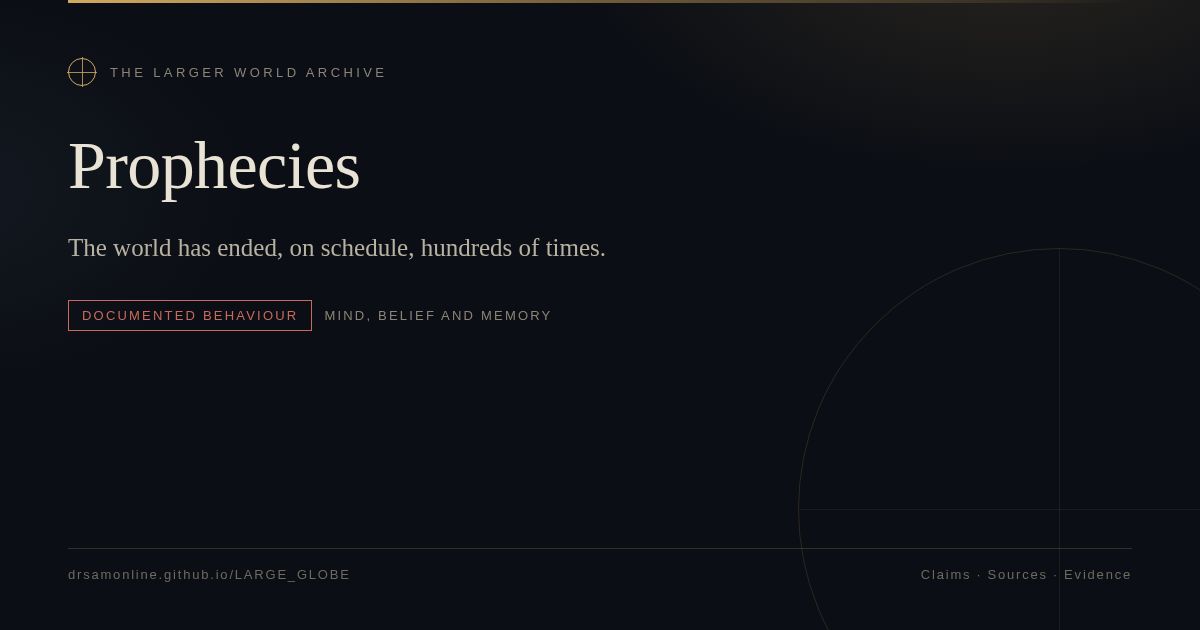 THE LARGER WORLD ARCHIVE
Prophecies
The world has ended, on schedule, hundreds of times.
DOCUMENTED BEHAVIOUR MIND, BELIEF AND MEMORY
drsamonline.github.io/LARGE_GLOBE Claims · Sources · Evidence